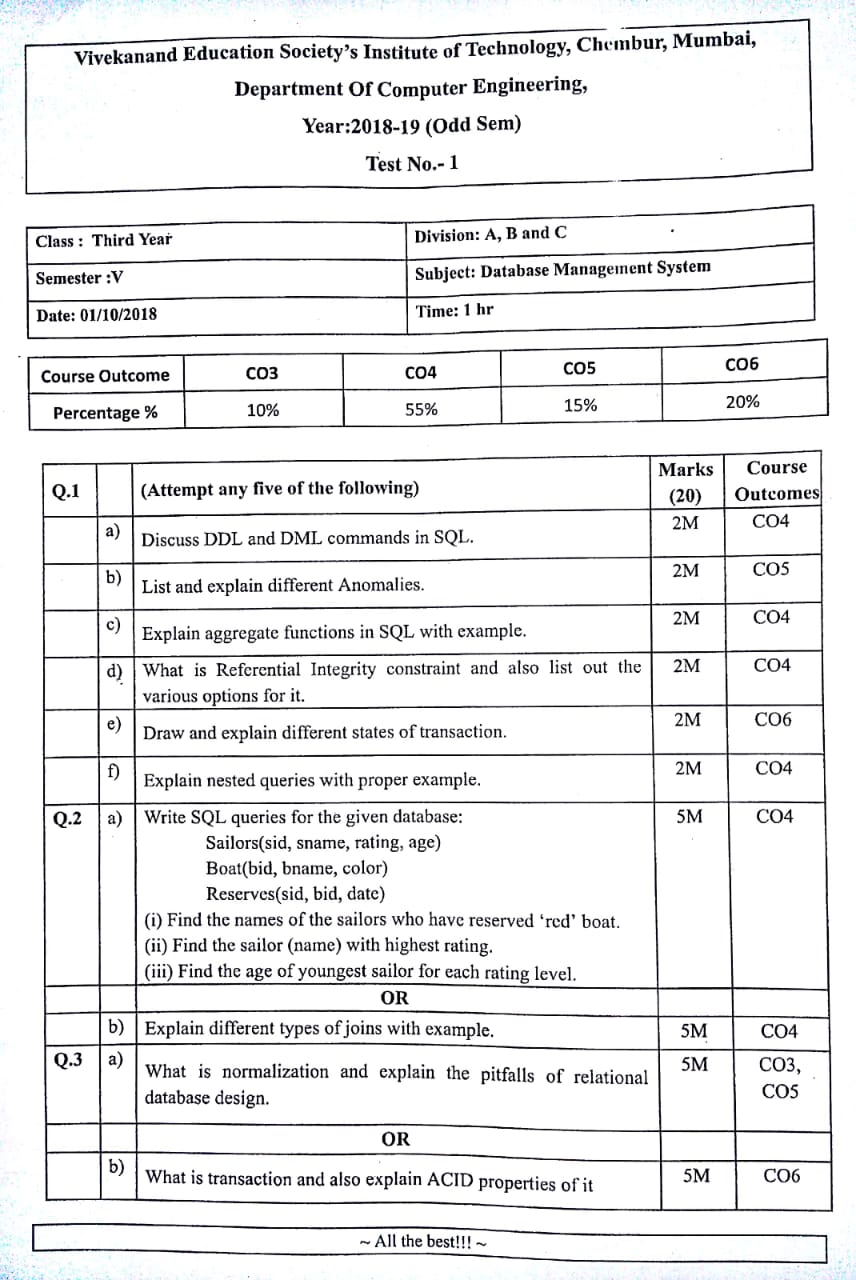 Vivekanand Education Society's Institute of Technology, Chembur, Mumbai,
Department Of Computer Engineering,
Year:2018-19 (Odd Sem)
Test No.- 1
Class : Third Year Division: A, B and C
Semester :V Subject: Database Management System
Date: 01/10/2018 Time: 1 hr
Course Outcome CO3 CO4 CO5 CO6
Percentage % 10% 55% 15% 20%
Q.1 (Attempt any five of the following) Marks (20) Course Outcomes
a) Discuss DDL and DML commands in SQL. 2M CO4
b) List and explain different Anomalies. 2M CO5
c) Explain aggregate functions in SQL with example. 2M CO4
d) What is Referential Integrity constraint and also list out the 2M CO4
various options for it.
e) Draw and explain different states of transaction. 2M CO6
f) Explain nested queries with proper example. 2M CO4
Q.2 a) Write SQL queries for the given database: 5M CO4
Sailors(sid, sname, rating, age)
Boat(bid, bname, color)
Reserves(sid, bid, date)
(i) Find the names of the sailors who have reserved 'red' boat.
(ii) Find the sailor (name) with highest rating.
(iii) Find the age of youngest sailor for each rating level.
OR
b) Explain different types of joins with example. 5M CO4
Q.3 a) What is normalization and explain the pitfalls of relational 5M CO3,
database design. CO5
OR
b) What is transaction and also explain ACID properties of it 5M CO6
~ All the best!!! ~